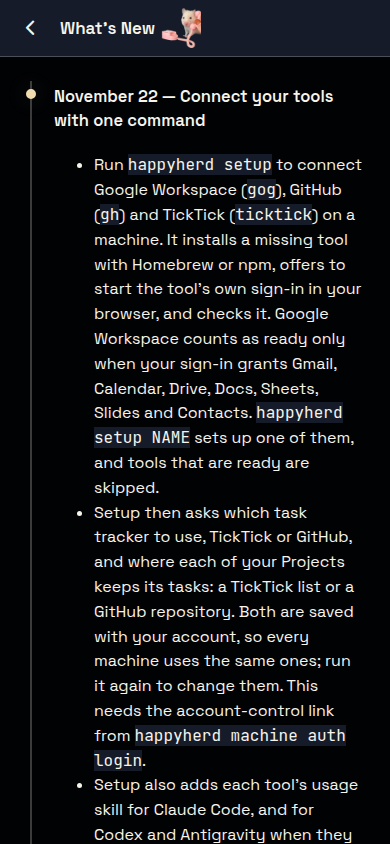 What's New
November 22 — Connect your tools
with one command
• Run happyherd setup to connect
Google Workspace (gog), GitHub
(gh) and TickTick (ticktick) on a
machine. It installs a missing tool
with Homebrew or npm, offers to
start the tool's own sign-in in your
browser, and checks it. Google
Workspace counts as ready only
when your sign-in grants Gmail,
Calendar, Drive, Docs, Sheets,
Slides and Contacts. happyherd
setup NAME sets up one of them,
and tools that are ready are
skipped.
• Setup then asks which task
tracker to use, TickTick or GitHub,
and where each of your Projects
keeps its tasks: a TickTick list or a
GitHub repository. Both are saved
with your account, so every
machine uses the same ones; run
it again to change them. This
needs the account-control link
from happyherd machine auth
login.
• Setup also adds each tool's usage
skill for Claude Code, and for
Codex and Antigravity when they